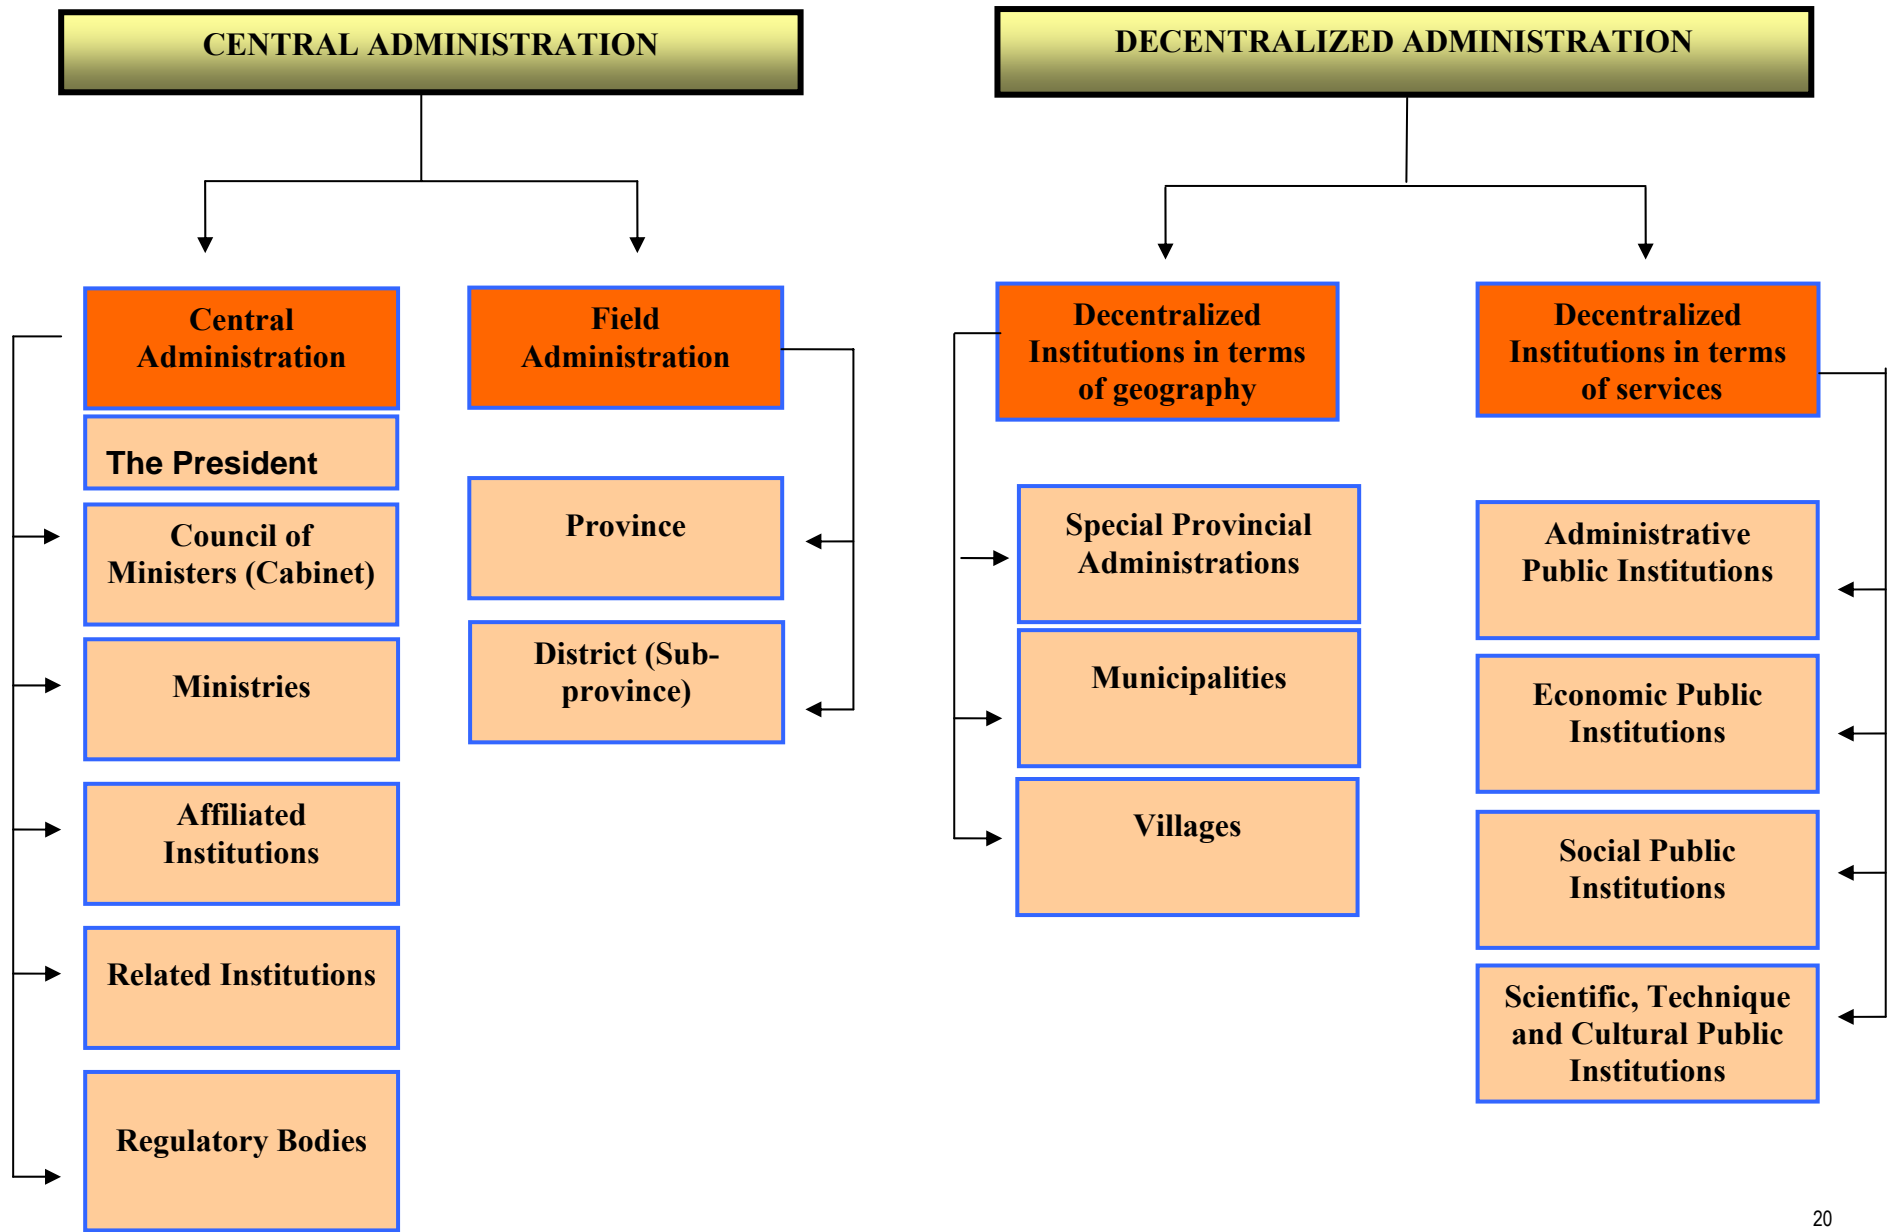 CENTRAL ADMINISTRATION
Central
Administration
The President
Council of
Ministers (Cabinet)
Ministries
Affiliated
Institutions
Related Institutions
Regulatory Bodies
Field
Administration
Province
District (Sub-
province)
DECENTRALIZED ADMINISTRATION
Decentralized
Institutions in terms
of geography
Special Provincial
Administrations
Municipalities
Villages
Decentralized
Institutions in terms
of services
Administrative
Public Institutions
Economic Public
Institutions
Social Public
Institutions
Scientific, Technique
and Cultural Public
Institutions
20